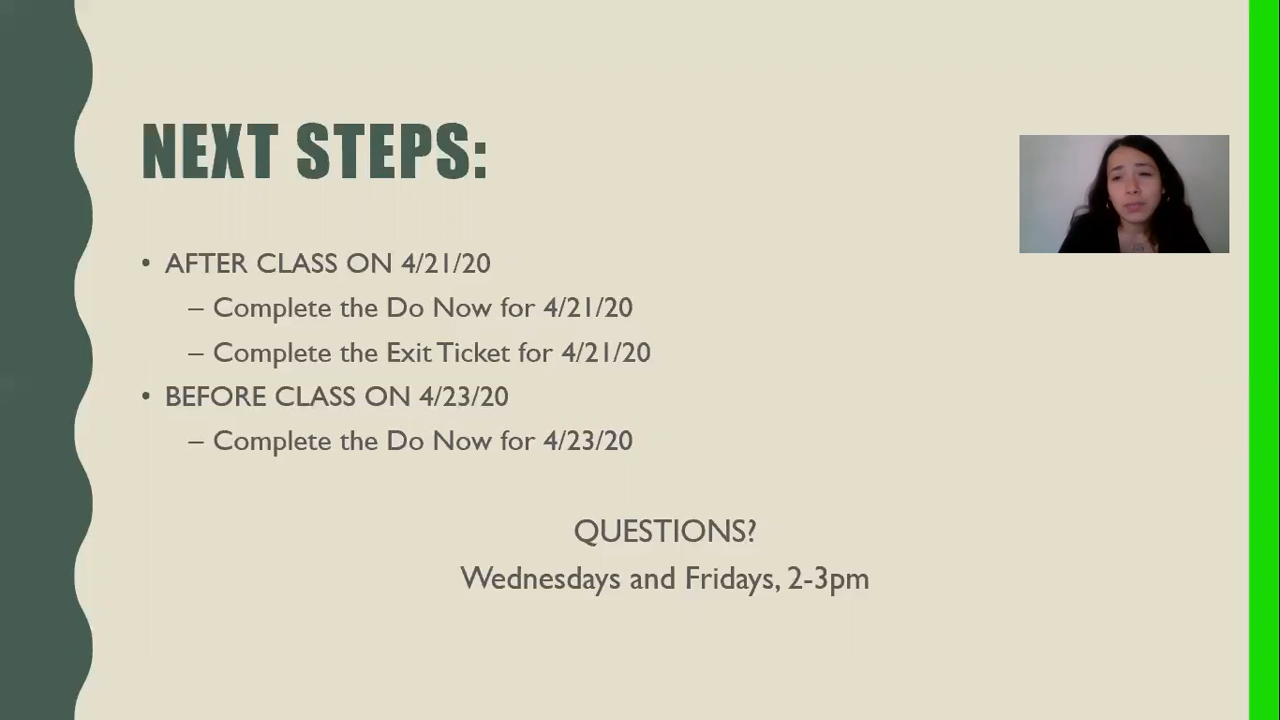 NEXT STEPS:
• AFTER CLASS ON 4/21/20
– Complete the Do Now for 4/21/20
– Complete the Exit Ticket for 4/21/20
• BEFORE CLASS ON 4/23/20
– Complete the Do Now for 4/23/20
QUESTIONS?
Wednesdays and Fridays, 2-3pm